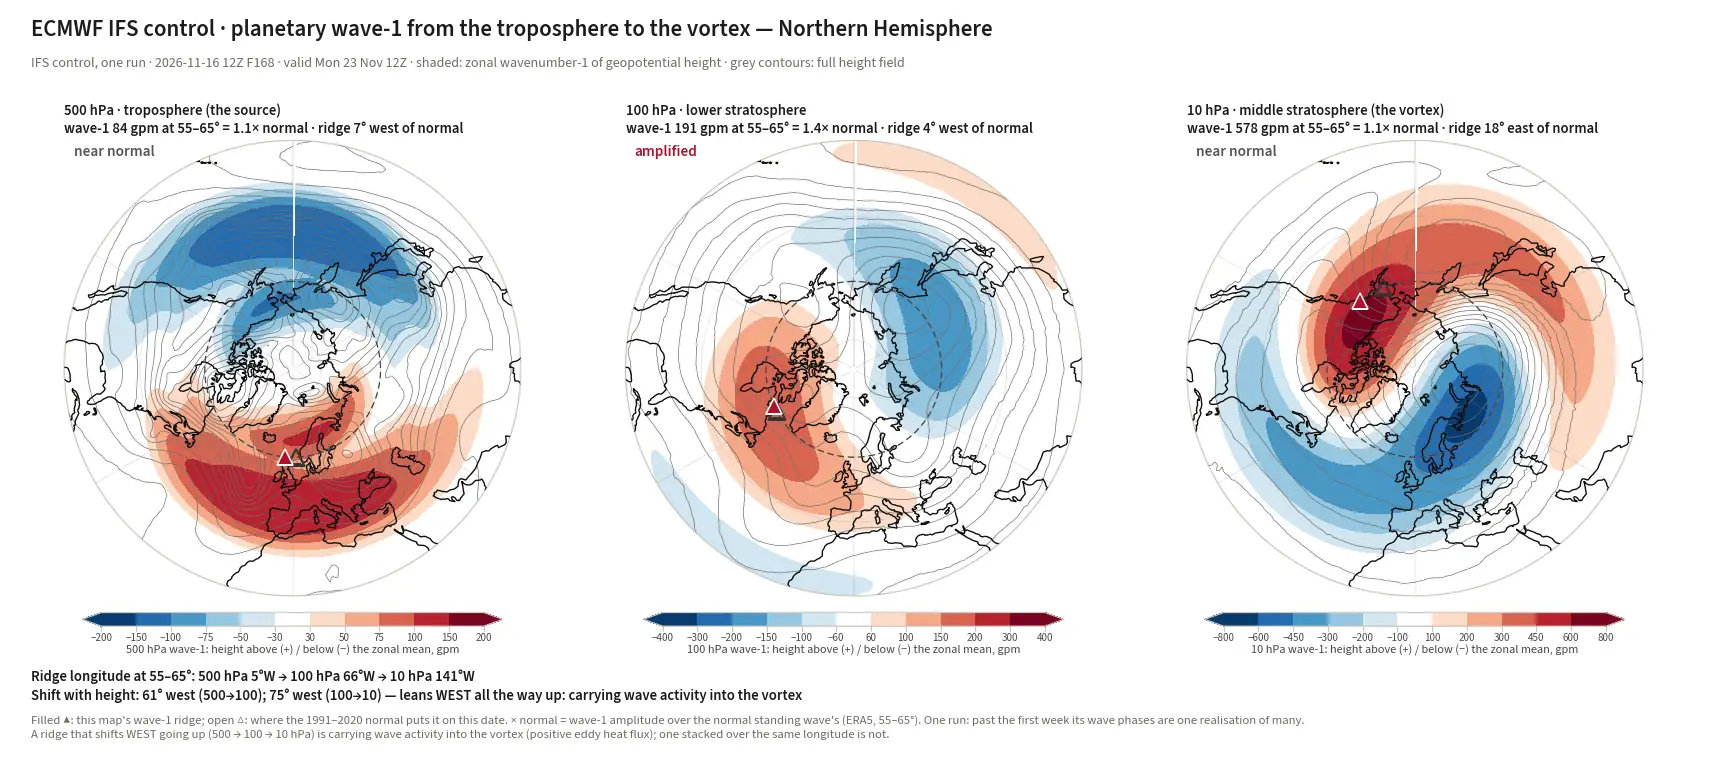 ECMWF IFS control · planetary wave-1 from the troposphere to the vortex — Northern Hemisphere
IFS control, one run · 2026-11-16 12Z F168 · valid Mon 23 Nov 12Z · shaded: zonal wavenumber-1 of geopotential height · grey contours: full height field
500 hPa · troposphere (the source)
wave-1 84 gpm at 55–65° = 1.1× normal · ridge 7° west of normal
near normal
100 hPa · lower stratosphere
wave-1 191 gpm at 55–65° = 1.4× normal · ridge 4° west of normal
amplified
10 hPa · middle stratosphere (the vortex)
wave-1 578 gpm at 55–65° = 1.1× normal · ridge 18° east of normal
near normal
−200 −150 −100 −75 −50 −30 30 50 75 100 150 200
500 hPa wave-1: height above (+) / below (−) the zonal mean, gpm
−400 −300 −200 −150 −100 −60 60 100 150 200 300 400
100 hPa wave-1: height above (+) / below (−) the zonal mean, gpm
−800 −600 −450 −300 −200 −100 100 200 300 450 600 800
10 hPa wave-1: height above (+) / below (−) the zonal mean, gpm
Ridge longitude at 55–65°: 500 hPa 5°W → 100 hPa 66°W → 10 hPa 141°W
Shift with height: 61° west (500→100); 75° west (100→10) — leans WEST all the way up: carrying wave activity into the vortex
Filled ▲: this map's wave-1 ridge; open △: where the 1991–2020 normal puts it on this date. × normal = wave-1 amplitude over the normal standing wave's (ERA5, 55–65°). One run: past the first week its wave phases are one realisation of many.
A ridge that shifts WEST going up (500 → 100 → 10 hPa) is carrying wave activity into the vortex (positive eddy heat flux); one stacked over the same longitude is not.